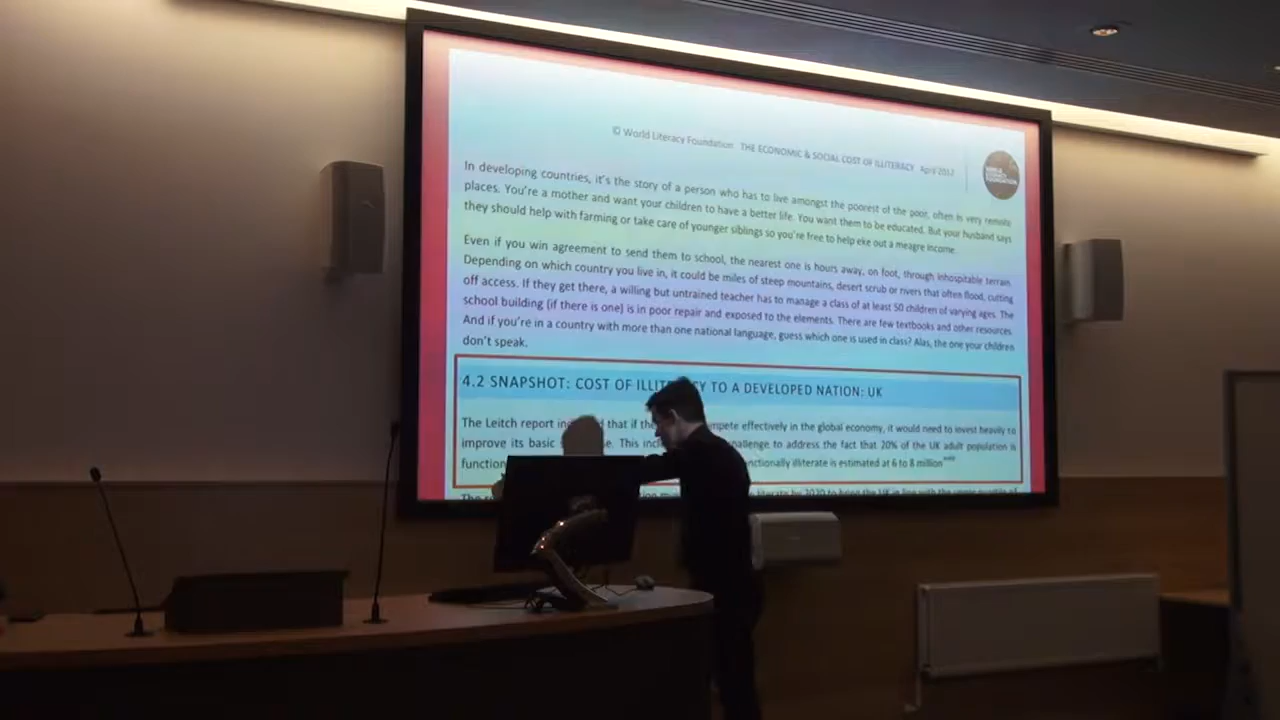 © World Literacy Foundation THE ECONOMIC & SOCIAL COST OF ILLITERACY April 2012
WORLD LITERACY FOUNDATION
In developing countries, it's the story of a person who has to live amongst the poorest of the poor, often in very remote
places. You're a mother and want your children to have a better life. You want them to be educated. But your husband says
they should help with farming or take care of younger siblings so you're free to help eke out a meagre income.
Even if you win agreement to send them to school, the nearest one is hours away, on foot, through inhospitable terrain.
Depending on which country you live in, it could be miles of steep mountains, desert scrub or rivers that often flood, cutting
off access. If they get there, a willing but untrained teacher has to manage a class of at least 50 children of varying ages. The
school building (if there is one) is in poor repair and exposed to the elements. There are few textbooks and other resources.
And if you're in a country with more than one national language, guess which one is used in class? Alas, the one your children
don't speak.
4.2 SNAPSHOT: COST OF ILLIT CY TO A DEVELOPED NATION: UK
The Leitch report in d that if the mpete effectively in the global economy, it would need to invest heavily to
improve its basic e. This incl hallenge to address the fact that 20% of the UK adult population is
function nctionally illiterate is estimated at 6 to 8 million